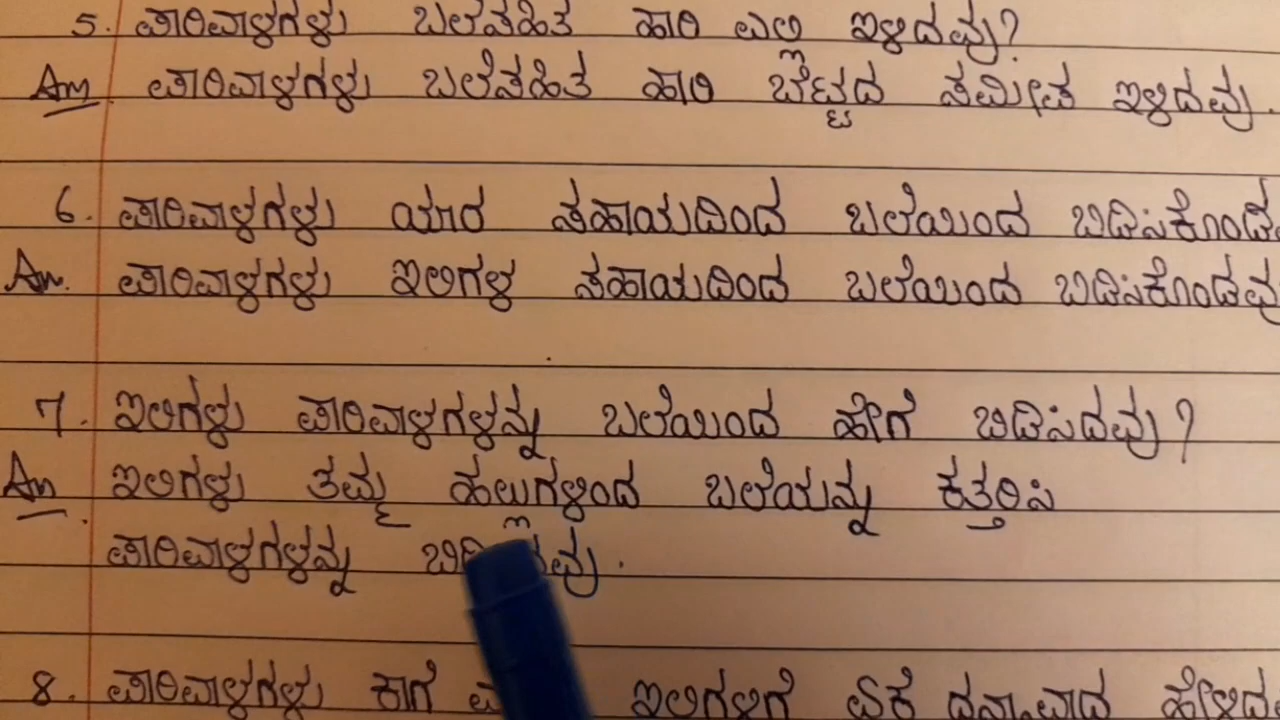 5. ಪಾರಿವಾಳಗಳು ಬಲೆಸಹಿತ ಹಾರಿ ಎಲ್ಲಿ ಇಳಿದವು?
Ans ಪಾರಿವಾಳಗಳು ಬಲೆಸಹಿತ ಹಾರಿ ಬೆಟ್ಟದ ಸಮೀಪ ಇಳಿದವು.
6. ಪಾರಿವಾಳಗಳು ಯಾರ ಸಹಾಯದಿಂದ ಬಲೆಯಿಂದ
Ans. ಪಾರಿವಾಳಗಳು ಇಲಿಗಳ ಸಹಾಯದಿಂದ ಬಲೆಯಿಂದ ಬಿಡಿಸಿಕೊಂಡವು
7. ಇಲಿಗಳು ಪಾರಿವಾಳಗಳನ್ನು ಬಲೆಯಿಂದ ಹೇಗೆ ಬಿಡಿಸಿದವು?
Ans. ಇಲಿಗಳು ತಮ್ಮ ಹಲ್ಲುಗಳಿಂದ ಬಲೆಯನ್ನು ಕತ್ತರಿಸಿ
ಪಾರಿವಾಳಗಳನ್ನು
8. ಪಾರಿವಾಳಗಳು ಕಾಗೆ ಇಲಿಗಳಿಗೆ ಏಕೆ ಧನ್ಯವಾದ